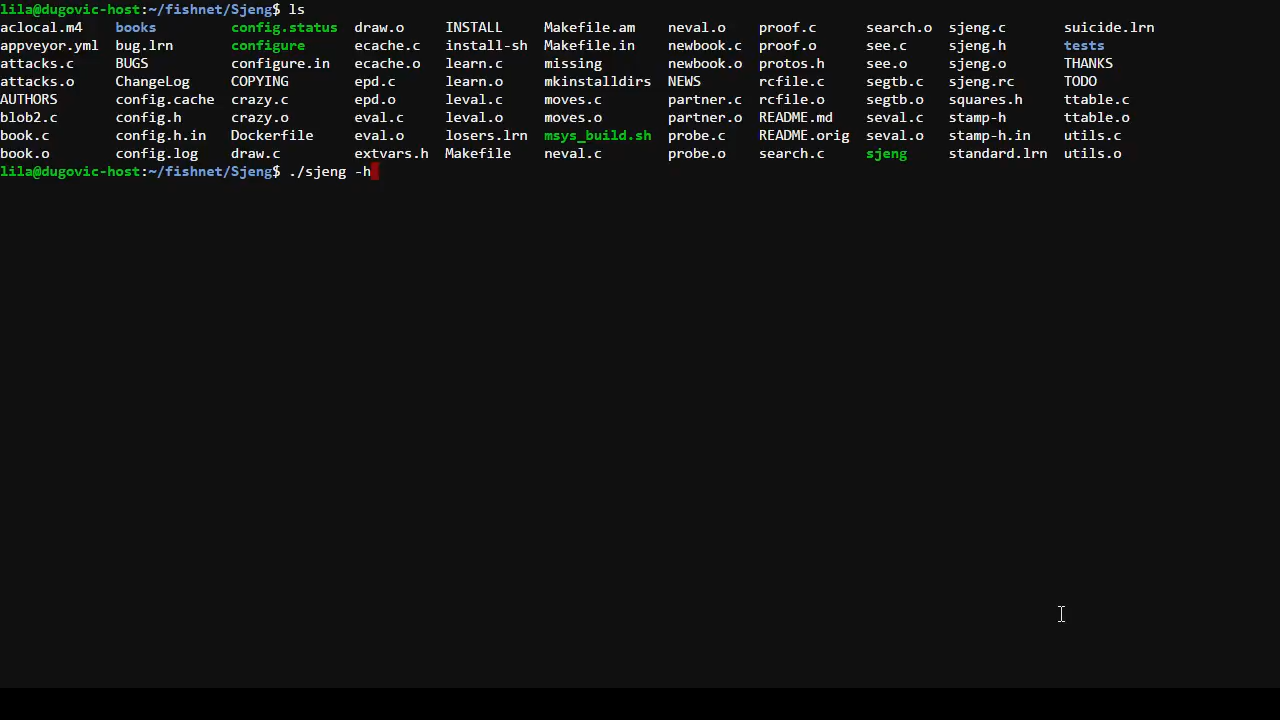 lila@dugovic-host:~/fishnet/Sjeng$ ls
aclocal.m4 books config.status draw.o INSTALL Makefile.am neval.o proof.c search.o sjeng.c suicide.lrn
appveyor.yml bug.lrn configure ecache.c install-sh Makefile.in newbook.c proof.o see.c sjeng.h tests
attacks.c BUGS configure.in ecache.o learn.c missing newbook.o protos.h see.o sjeng.o THANKS
attacks.o ChangeLog COPYING epd.c learn.o mkinstalldirs NEWS rcfile.c segtb.c sjeng.rc TODO
AUTHORS config.cache crazy.c epd.o leval.c moves.c partner.c rcfile.o segtb.o squares.h ttable.c
blob2.c config.h crazy.o eval.c leval.o moves.o partner.o README.md seval.c stamp-h ttable.o
book.c config.h.in Dockerfile eval.o losers.lrn msys_build.sh probe.c README.orig seval.o stamp-h.in utils.c
book.o config.log draw.c extvars.h Makefile neval.c probe.o search.c sjeng standard.lrn utils.o
lila@dugovic-host:~/fishnet/Sjeng$ ./sjeng -h